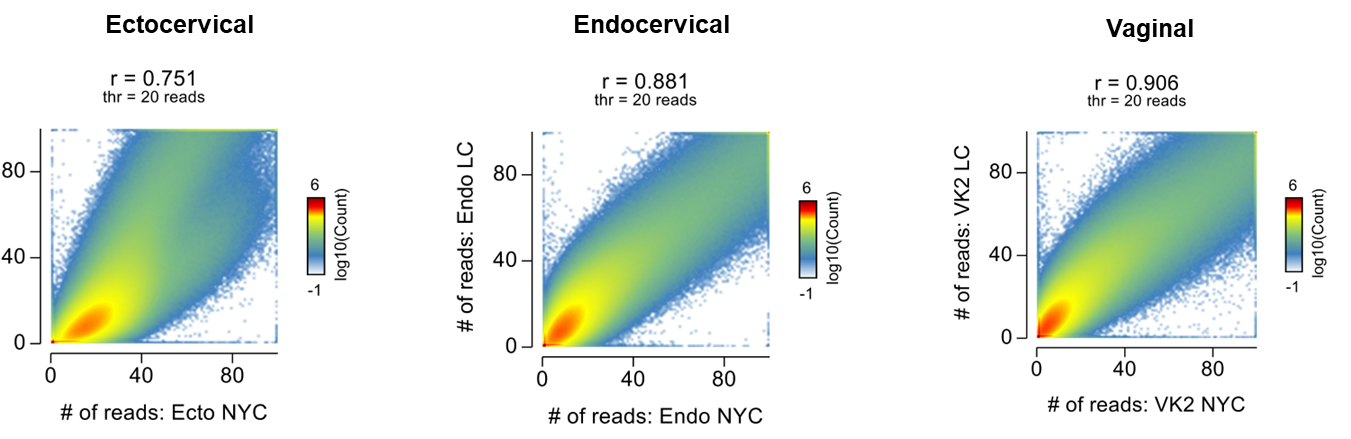 Ectocervical
r = 0.751
thr = 20 reads
80
40
0
0 40 80
# of reads: Ecto NYC
6
-1
log10(Count)
Endocervical
r = 0.881
thr = 20 reads
# of reads: Endo LC
80
40
0
0 40 80
# of reads: Endo NYC
6
-1
log10(Count)
Vaginal
r = 0.906
thr = 20 reads
# of reads: VK2 LC
80
40
0
0 40 80
# of reads: VK2 NYC
6
-1
log10(Count)